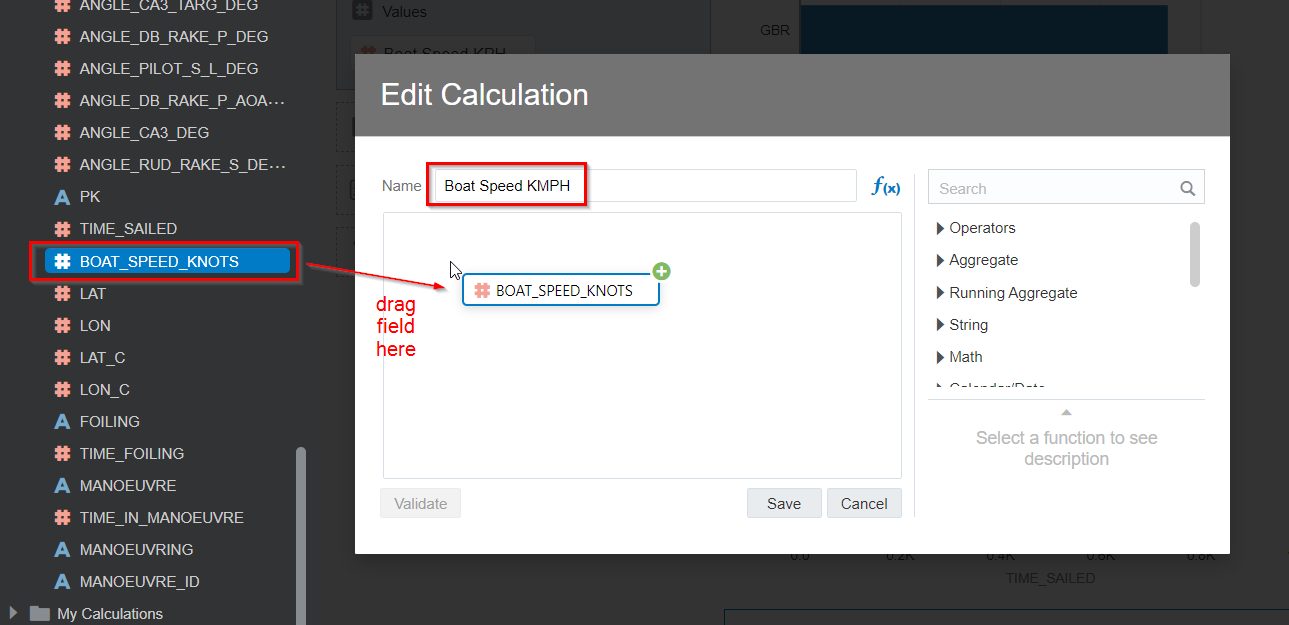 ANGLE_CA3_TARG_DEG
ANGLE_DB_RAKE_P_DEG
ANGLE_PILOT_S_L_DEG
ANGLE_DB_RAKE_P_AOA···
ANGLE_CA3_DEG
ANGLE_RUD_RAKE_S_DE···
PK
TIME_SAILED
BOAT_SPEED_KNOTS
LAT
LON
LAT_C
LON_C
FOILING
TIME_FOILING
MANOEUVRE
TIME_IN_MANOEUVRE
MANOEUVRING
MANOEUVRE_ID
My Calculations
Values
Boat Speed KPH
GBR
Edit Calculation
Name
Boat Speed KMPH
f(x)
BOAT_SPEED_KNOTS
drag
field
here
Validate
Save
Cancel
Search
Operators
Aggregate
Running Aggregate
String
Math
Calendar/Date
Select a function to see
description
0.0 0.2K 0.4K 0.6K 0.8K
TIME_SAILED